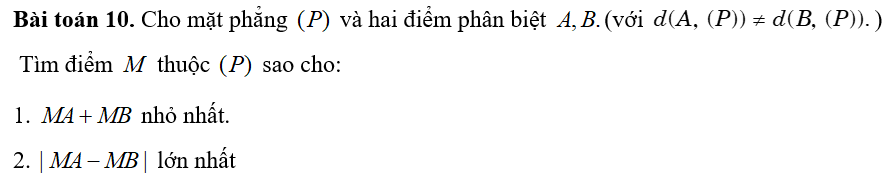 Bài toán 10. Cho mặt phẳng (P) và hai điểm phân biệt A, B. (với d(A, (P)) ≠ d(B, (P)). )
Tìm điểm M thuộc (P) sao cho:
1. MA + MB nhỏ nhất.
2. | MA − MB | lớn nhất